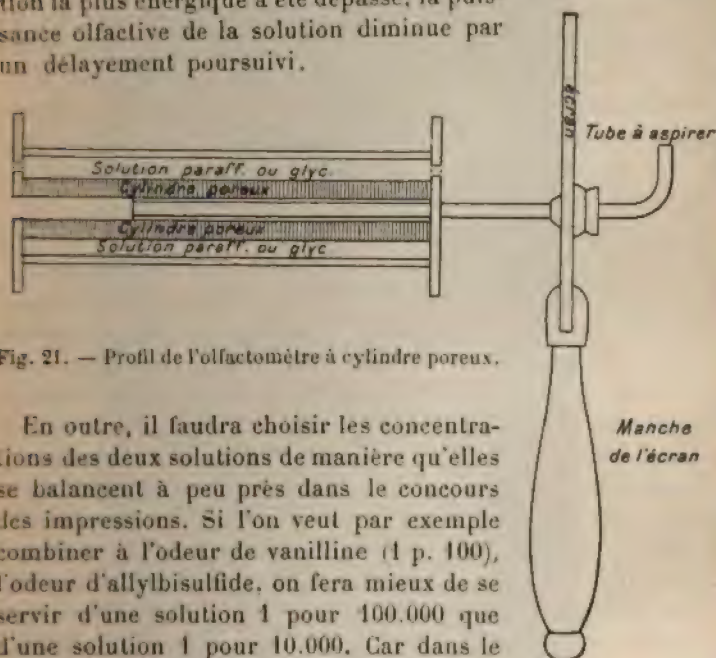 tion la plus énergique a été dépassé, la puis-
sance olfactive de la solution diminue par
un délayement poursuivi.
écran
Tube à aspirer
Solution paraff. ou glyc.
Cylindre poreux
Cylindre poreux
Solution paraff. ou glyc.
Fig. 21. — Profil de l'olfactomètre à cylindre poreux.
Manche
de l'écran
En outre, il faudra choisir les concentra-
tions des deux solutions de manière qu'elles
se balancent à peu près dans le concours
des impressions. Si l'on veut par exemple
combiner à l'odeur de vanilline (1 p. 100),
l'odeur d'allylbisulfide, on fera mieux de se
servir d'une solution 1 pour 100.000 que
d'une solution 1 pour 10.000. Car dans le